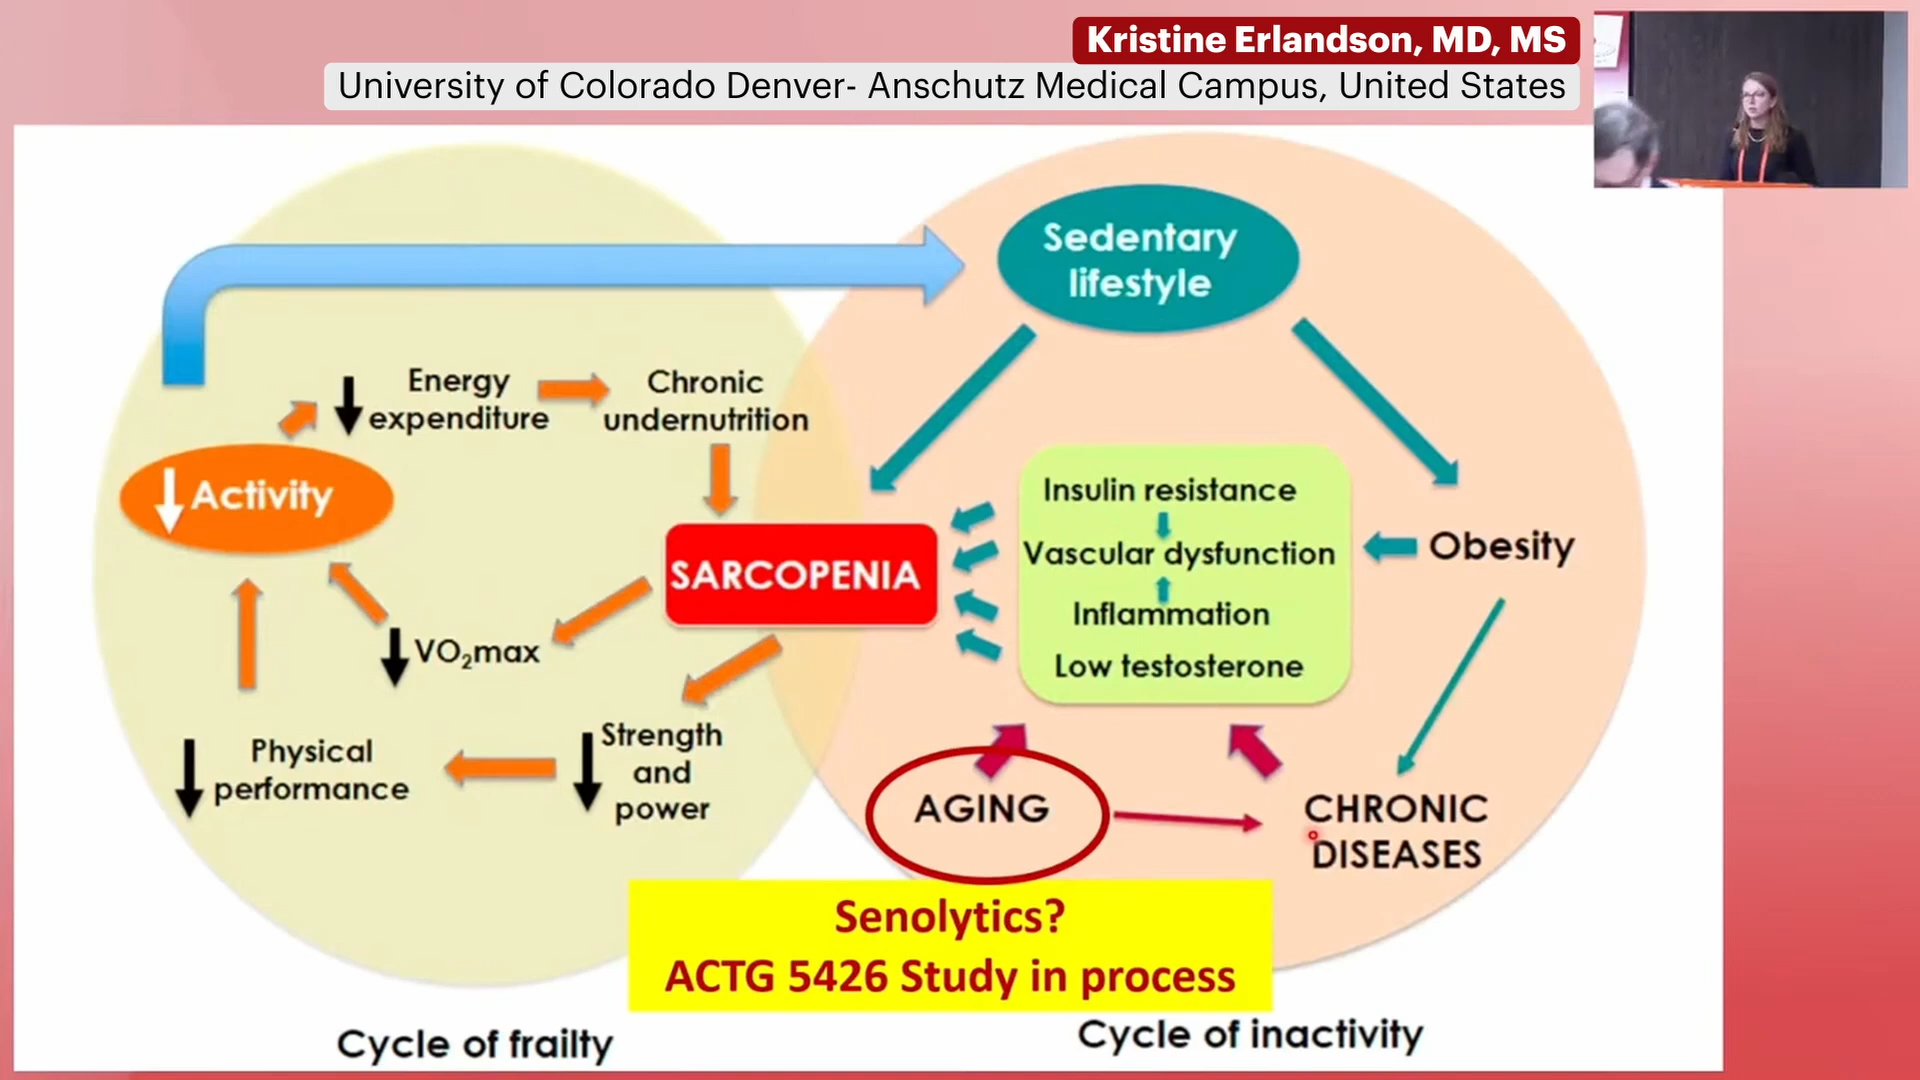 Kristine Erlandson, MD, MS
University of Colorado Denver- Anschutz Medical Campus, United States
Sedentary
lifestyle
Energy
expenditure
Chronic
undernutrition
Activity
SARCOPENIA
VO₂max
Strength
and
power
Physical
performance
Insulin resistance
Vascular dysfunction
Inflammation
Low testosterone
Obesity
AGING
CHRONIC
DISEASES
Senolytics?
ACTG 5426 Study in process
Cycle of frailty
Cycle of inactivity